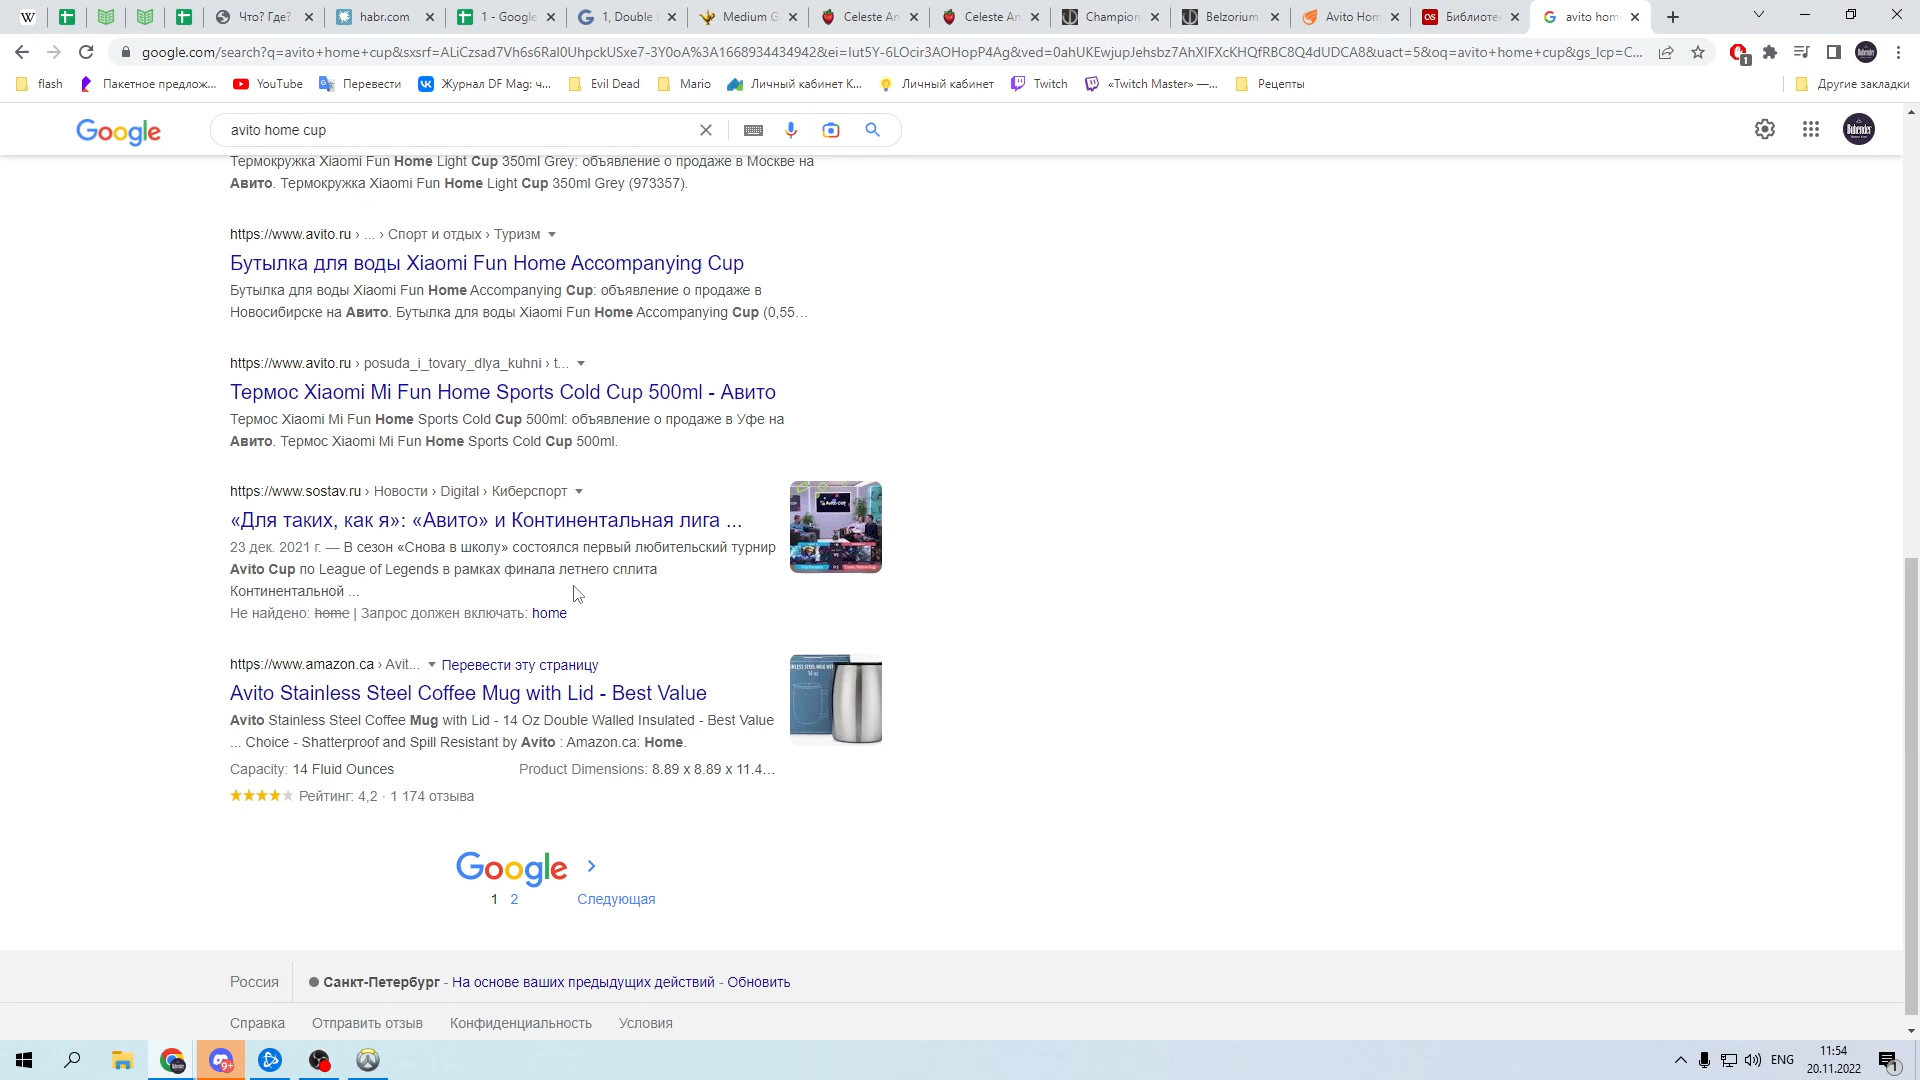 Что? Где?
habr.com
1 - Google
1, Double
Medium G
Celeste An
Celeste An
Champion
Belzorium
Avito Hom
Библиоте
avito hom
google.com/search?q=avito+home+cup&sxsrf=ALiCzsad7Vh6s6Ral0UhpckUSxe7-3Y0oA%3A1668934434942&ei=Iut5Y-6LOcir3AOHopP4Ag&ved=0ahUKEwjupJehsbz7AhXIFXcKHQfRBC8Q4dUDCA8&uact=5&oq=avito+home+cup&gs_lcp=C...
flash
Пакетное предлож...
YouTube
Перевести
Журнал DF Mag: ч...
Evil Dead
Mario
Личный кабинет К...
Личный кабинет
Twitch
«Twitch Master» —...
Рецепты
Другие закладки
Google
avito home cup
Термокружка Xiaomi Fun Home Light Cup 350ml Grey: объявление о продаже в Москве на
Авито. Термокружка Xiaomi Fun Home Light Cup 350ml Grey (973357).
https://www.avito.ru › ... › Спорт и отдых › Туризм
Бутылка для воды Xiaomi Fun Home Accompanying Cup
Бутылка для воды Xiaomi Fun Home Accompanying Cup: объявление о продаже в
Новосибирске на Авито. Бутылка для воды Xiaomi Fun Home Accompanying Cup (0,55...
https://www.avito.ru › posuda_i_tovary_dlya_kuhni › t...
Термос Xiaomi Mi Fun Home Sports Cold Cup 500ml - Авито
Термос Xiaomi Mi Fun Home Sports Cold Cup 500ml: объявление о продаже в Уфе на
Авито. Термос Xiaomi Mi Fun Home Sports Cold Cup 500ml.
https://www.sostav.ru › Новости › Digital › Киберспорт
«Для таких, как я»: «Авито» и Континентальная лига ...
23 дек. 2021 г. — В сезон «Снова в школу» состоялся первый любительский турнир
Avito Cup по League of Legends в рамках финала летнего сплита
Континентальной ...
Не найдено: home | Запрос должен включать: home
https://www.amazon.ca › Avit... Перевести эту страницу
Avito Stainless Steel Coffee Mug with Lid - Best Value
Avito Stainless Steel Coffee Mug with Lid - 14 Oz Double Walled Insulated - Best Value
... Choice - Shatterproof and Spill Resistant by Avito : Amazon.ca: Home.
Capacity: 14 Fluid Ounces Product Dimensions: 8.89 x 8.89 x 11.4...
Рейтинг: 4,2 · 1 174 отзыва
Google
1 2 Следующая
Россия
Санкт-Петербург - На основе ваших предыдущих действий - Обновить
Справка Отправить отзыв Конфиденциальность Условия
9+
ENG
11:54
20.11.2022
1